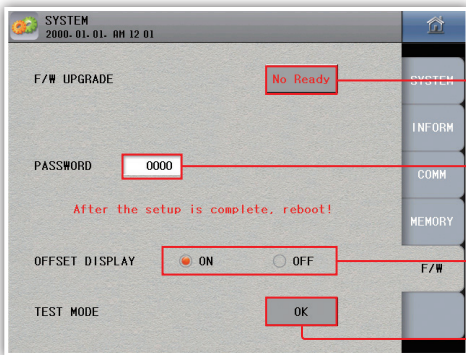 SYSTEM
2000.01.01. AM 12 01
F/W UPGRADE
No Ready
SYSTEM
INFORM
PASSWORD
0000
COMM
After the setup is complete, reboot!
MEMORY
OFFSET DISPLAY
ON
OFF
F/W
TEST MODE
OK